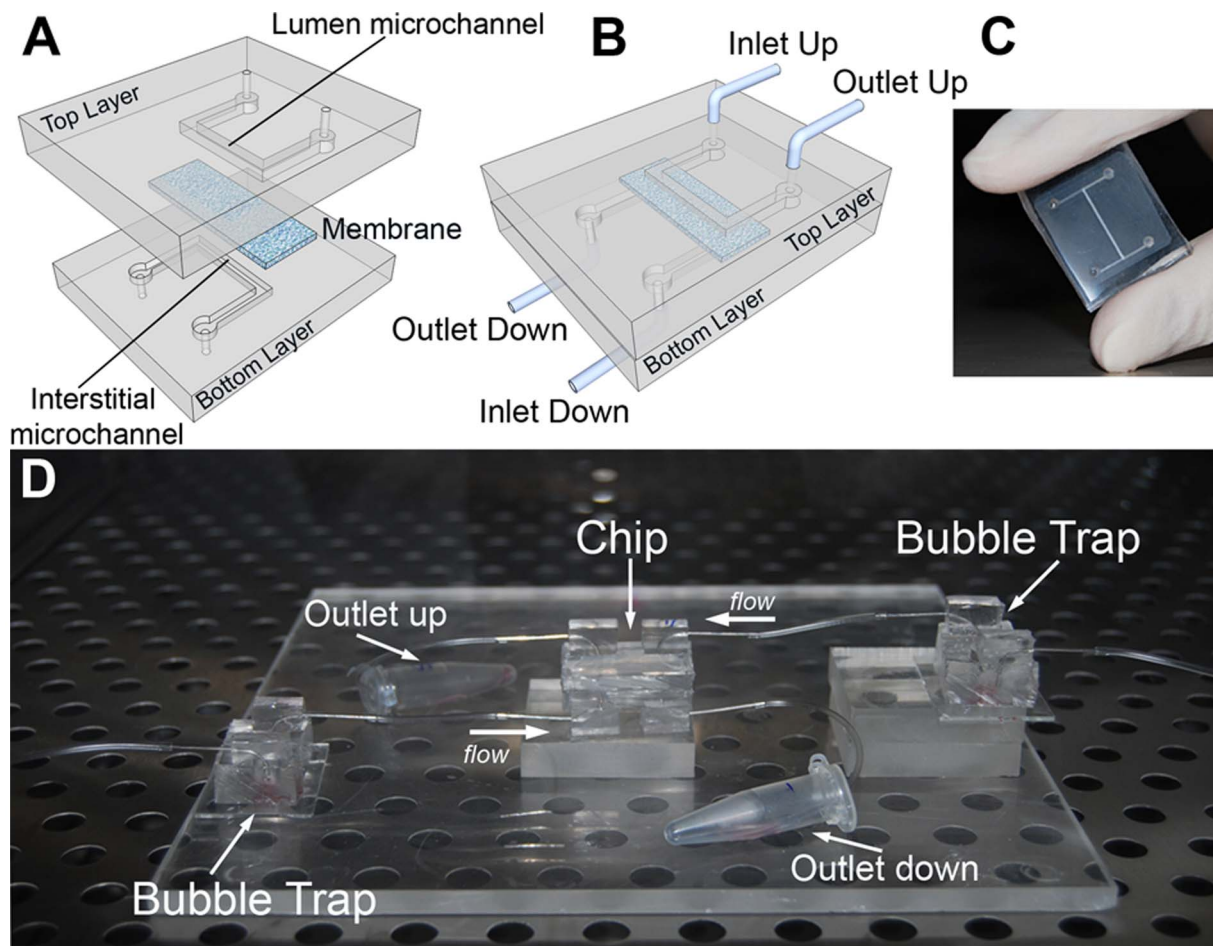 A
Lumen microchannel
Top Layer
Membrane
Bottom Layer
Interstitial
microchannel
B
Inlet Up
Outlet Up
Top Layer
Outlet Down
Bottom Layer
Inlet Down
C
D
Chip
Bubble Trap
Outlet up
flow
flow
Bubble Trap
Outlet down